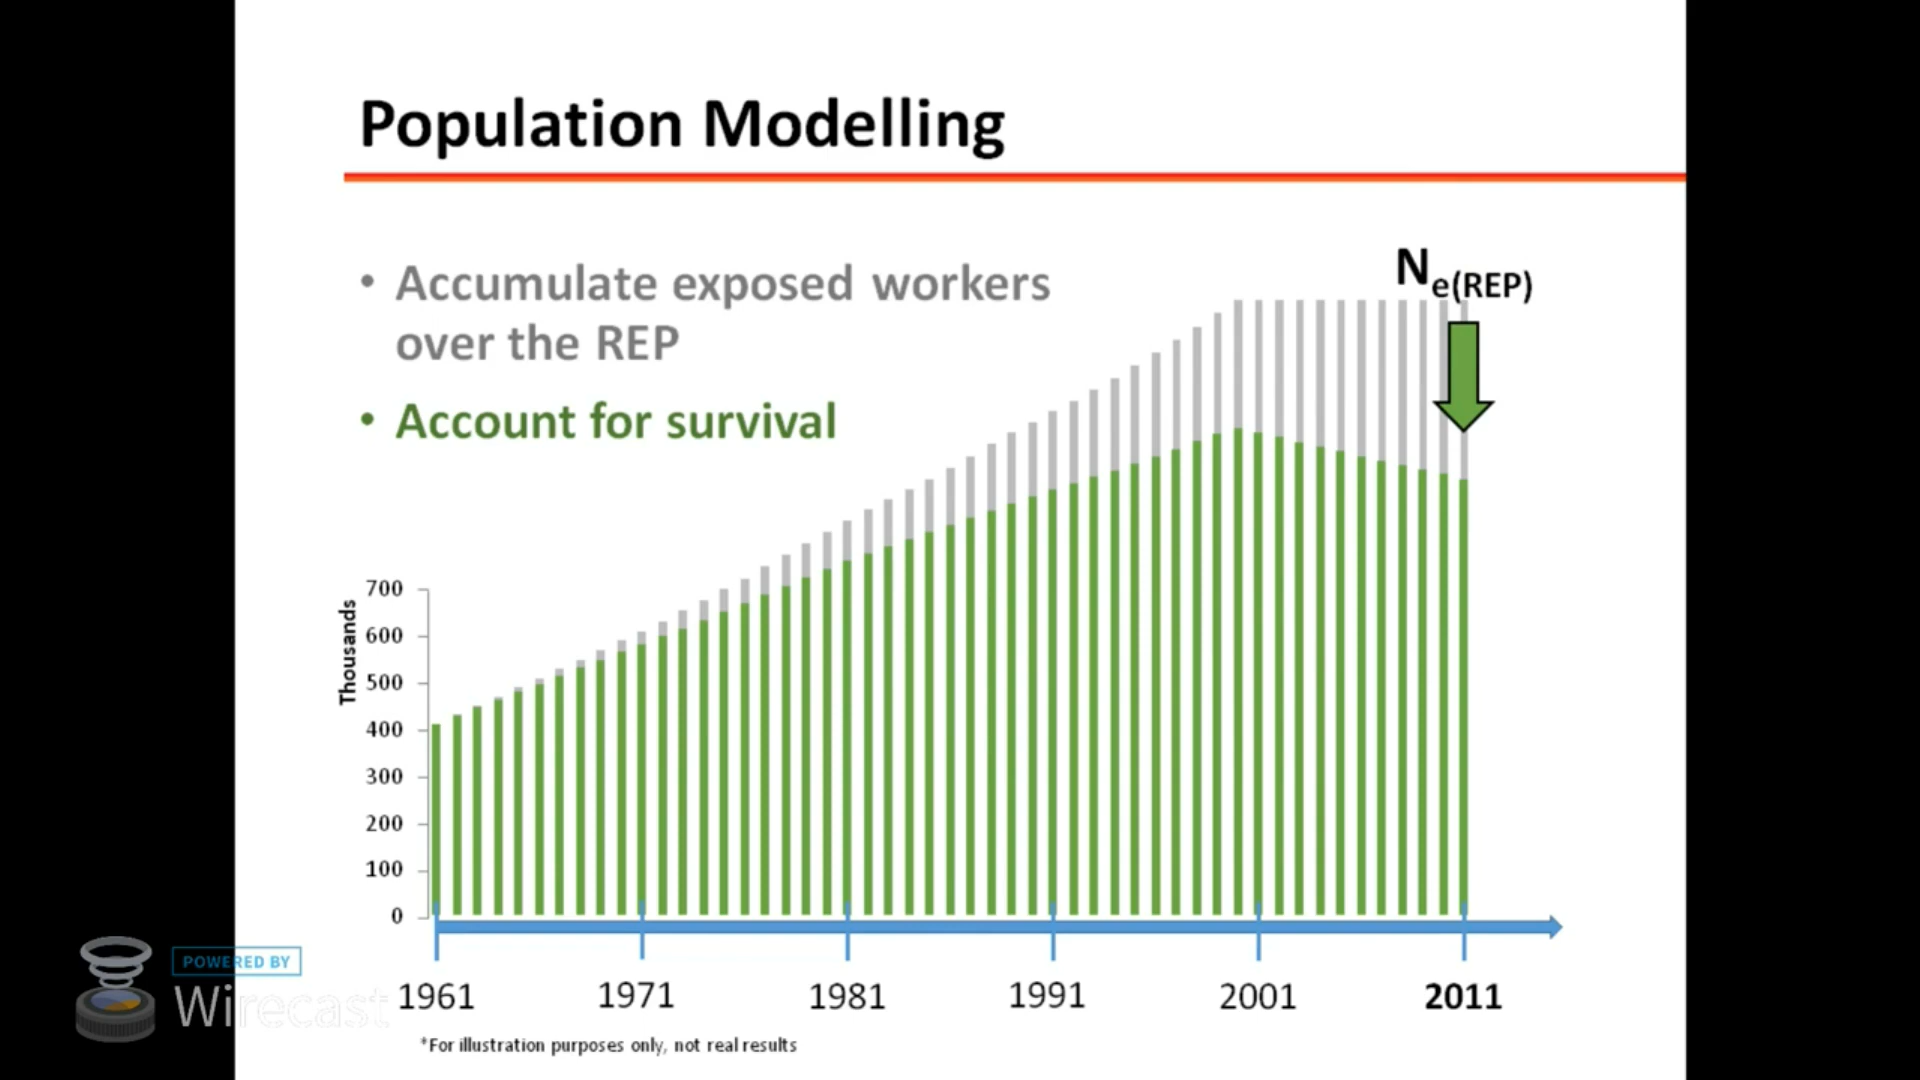 Population Modelling
• Accumulate exposed workers
over the REP
• Account for survival
Ne(REP)
Thousands
700
600
500
400
300
200
100
0
1961
1971
1981
1991
2001
2011
*For illustration purposes only, not real results
POWERED BY
Wirecast